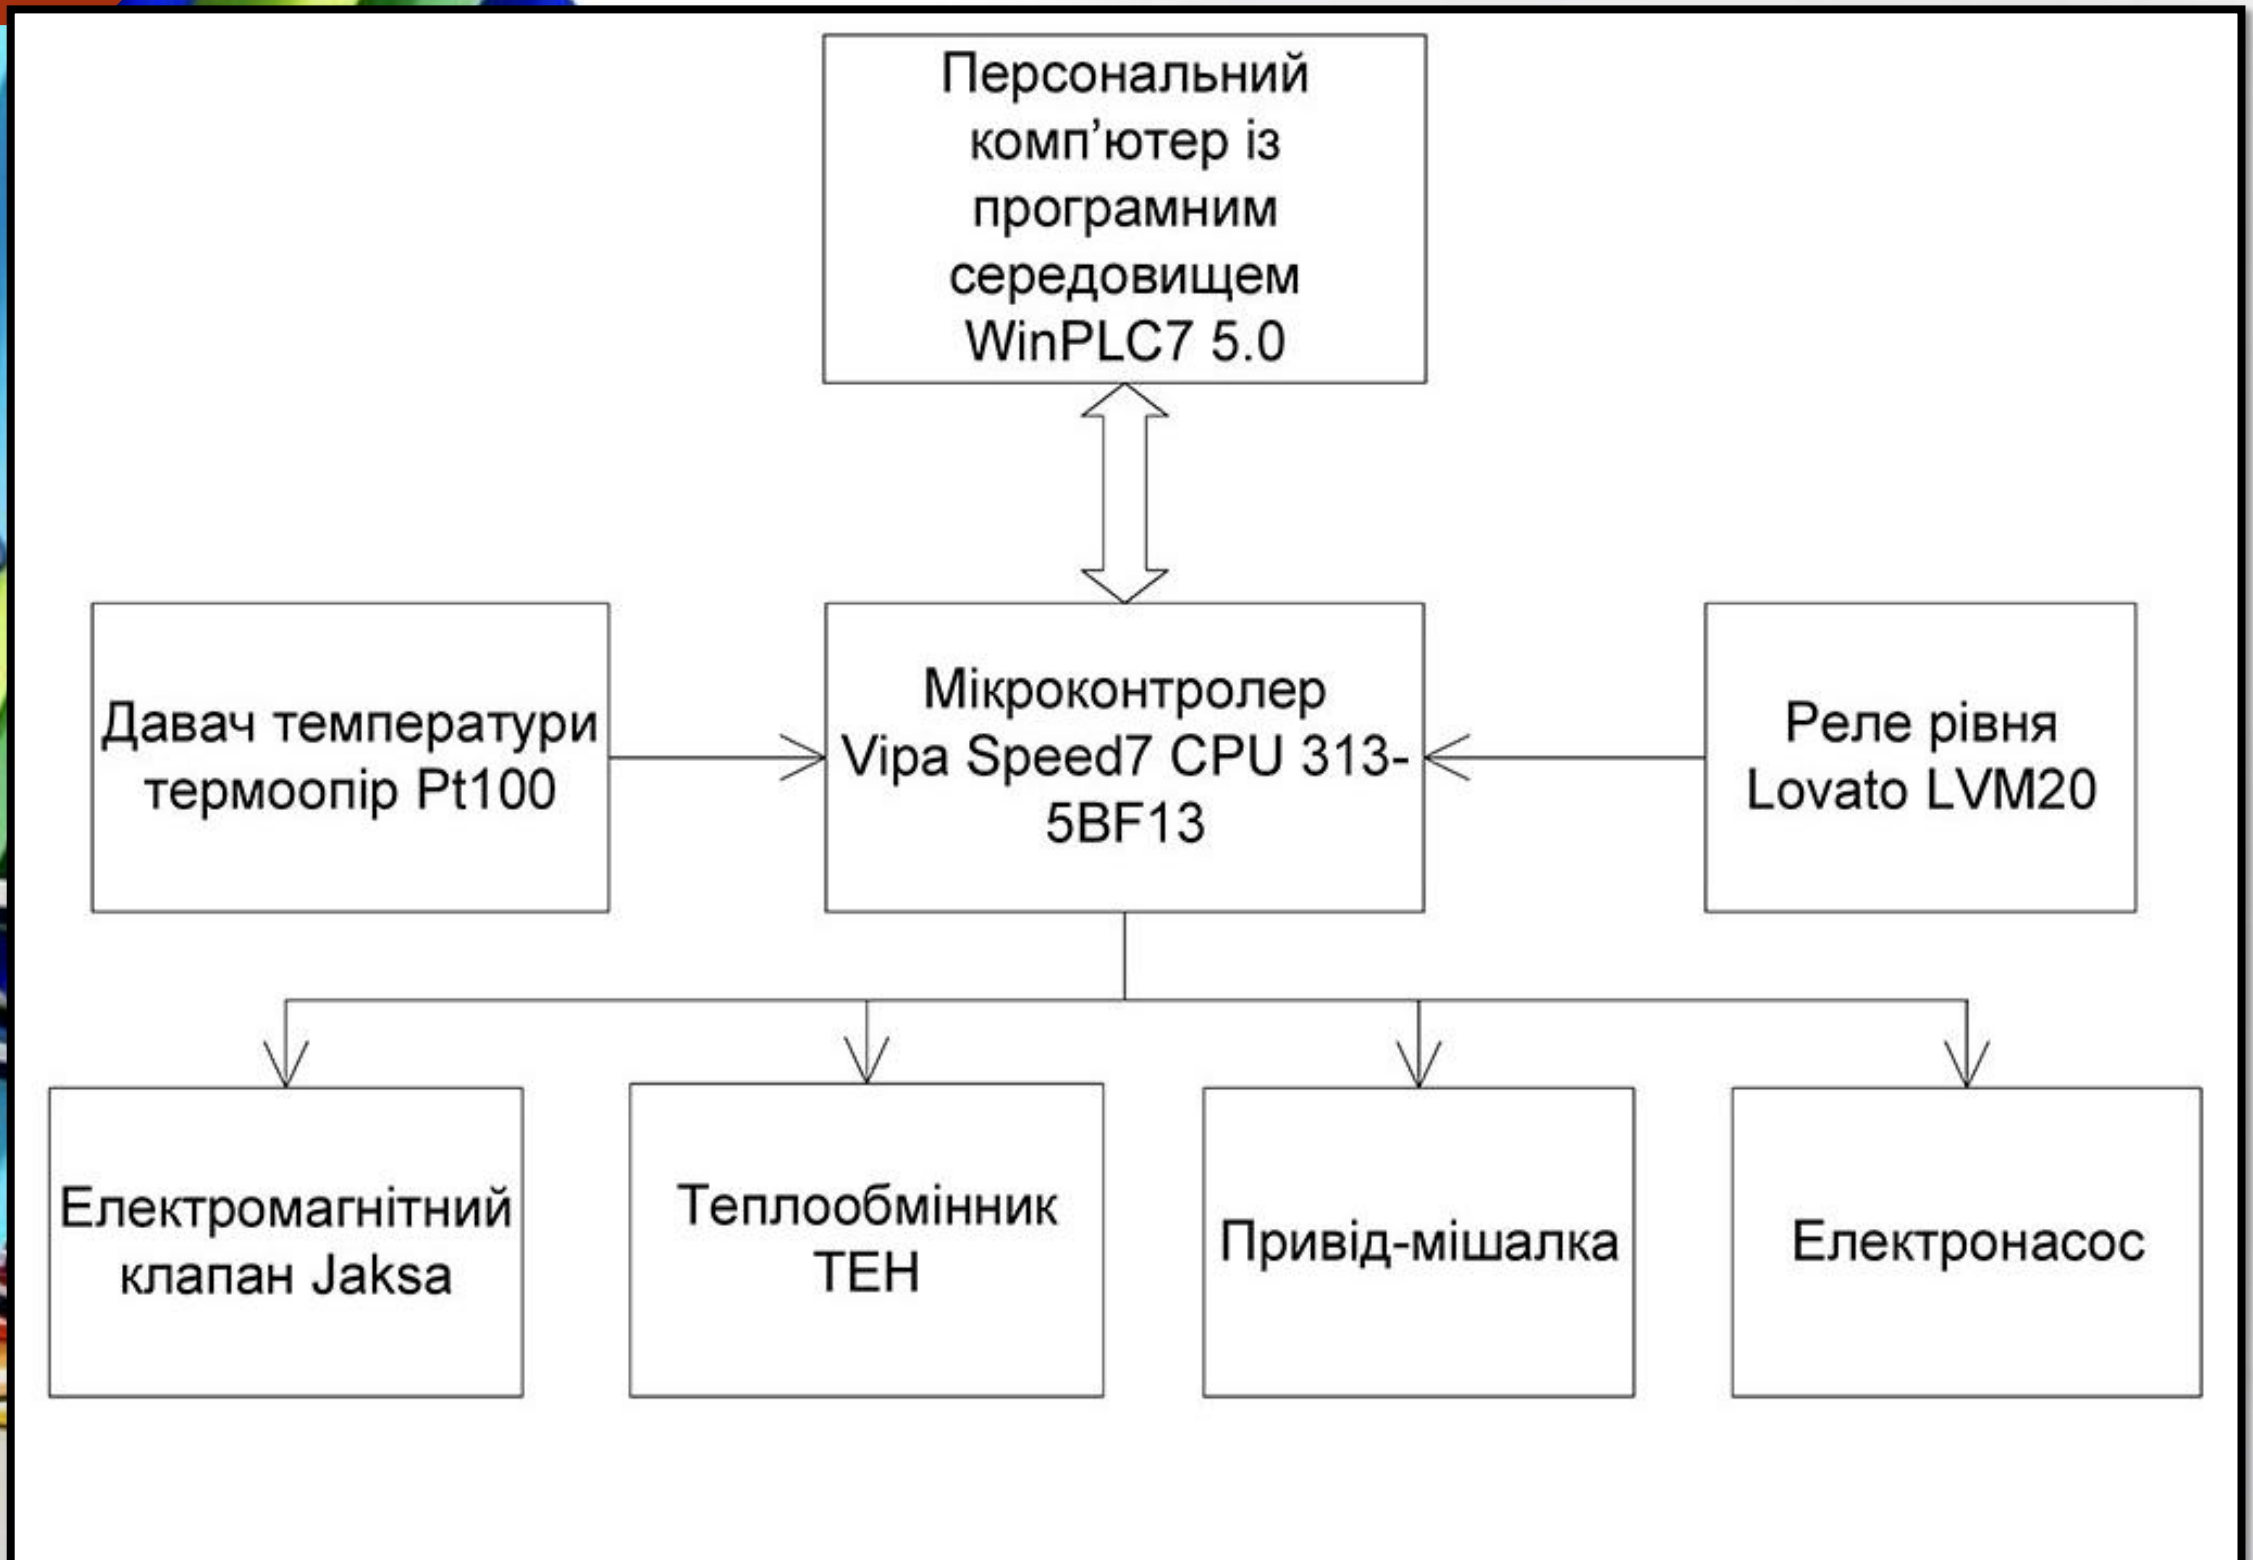 Персональний
комп’ютер із
програмним
середовищем
WinPLC7 5.0
Давач температури
термоопір Pt100
Мікроконтролер
Vipa Speed7 CPU 313-
5BF13
Реле рівня
Lovato LVM20
Електромагнітний
клапан Jaksa
Теплообмінник
ТЕН
Привід-мішалка
Електронасос